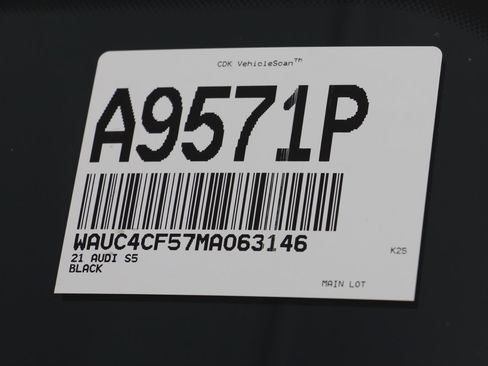 CDK VehicleScan™
A9571P
WAUC4CF57MA063146
21 AUDI S5
K25
BLACK
MAIN LOT